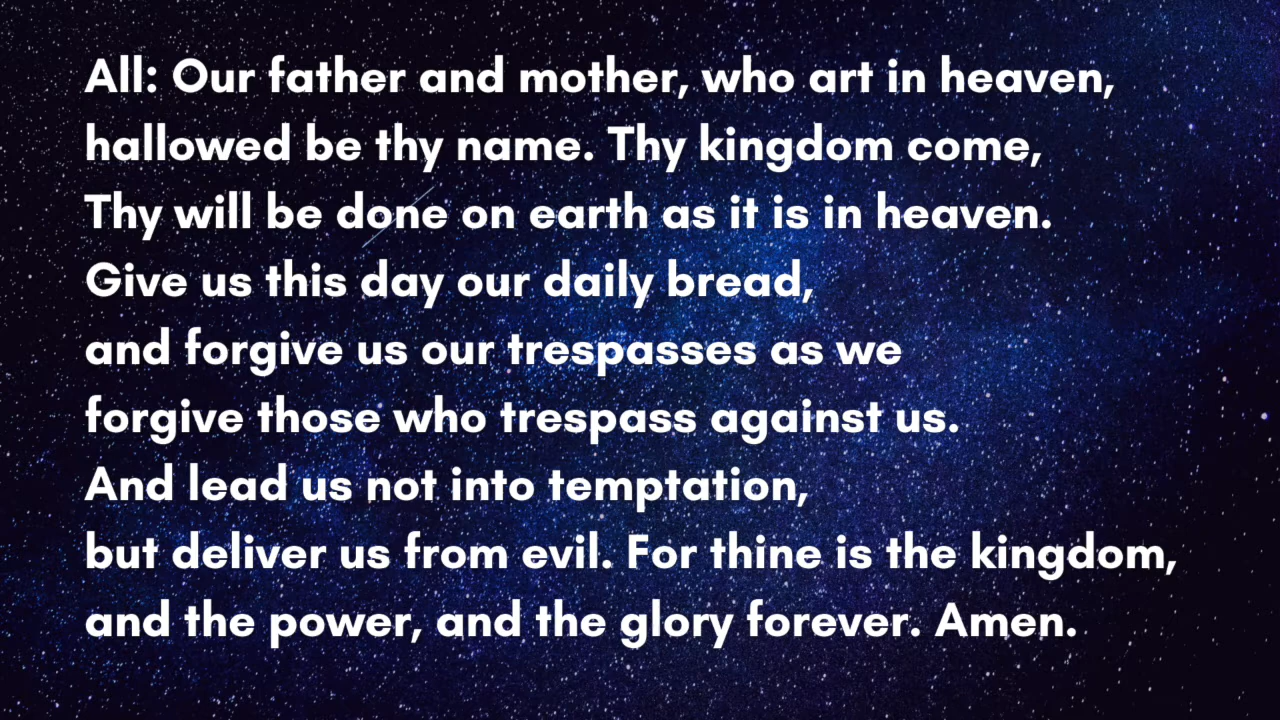 All: Our father and mother, who art in heaven,
hallowed be thy name. Thy kingdom come,
Thy will be done on earth as it is in heaven.
Give us this day our daily bread,
and forgive us our trespasses as we
forgive those who trespass against us.
And lead us not into temptation,
but deliver us from evil. For thine is the kingdom,
and the power, and the glory forever. Amen.